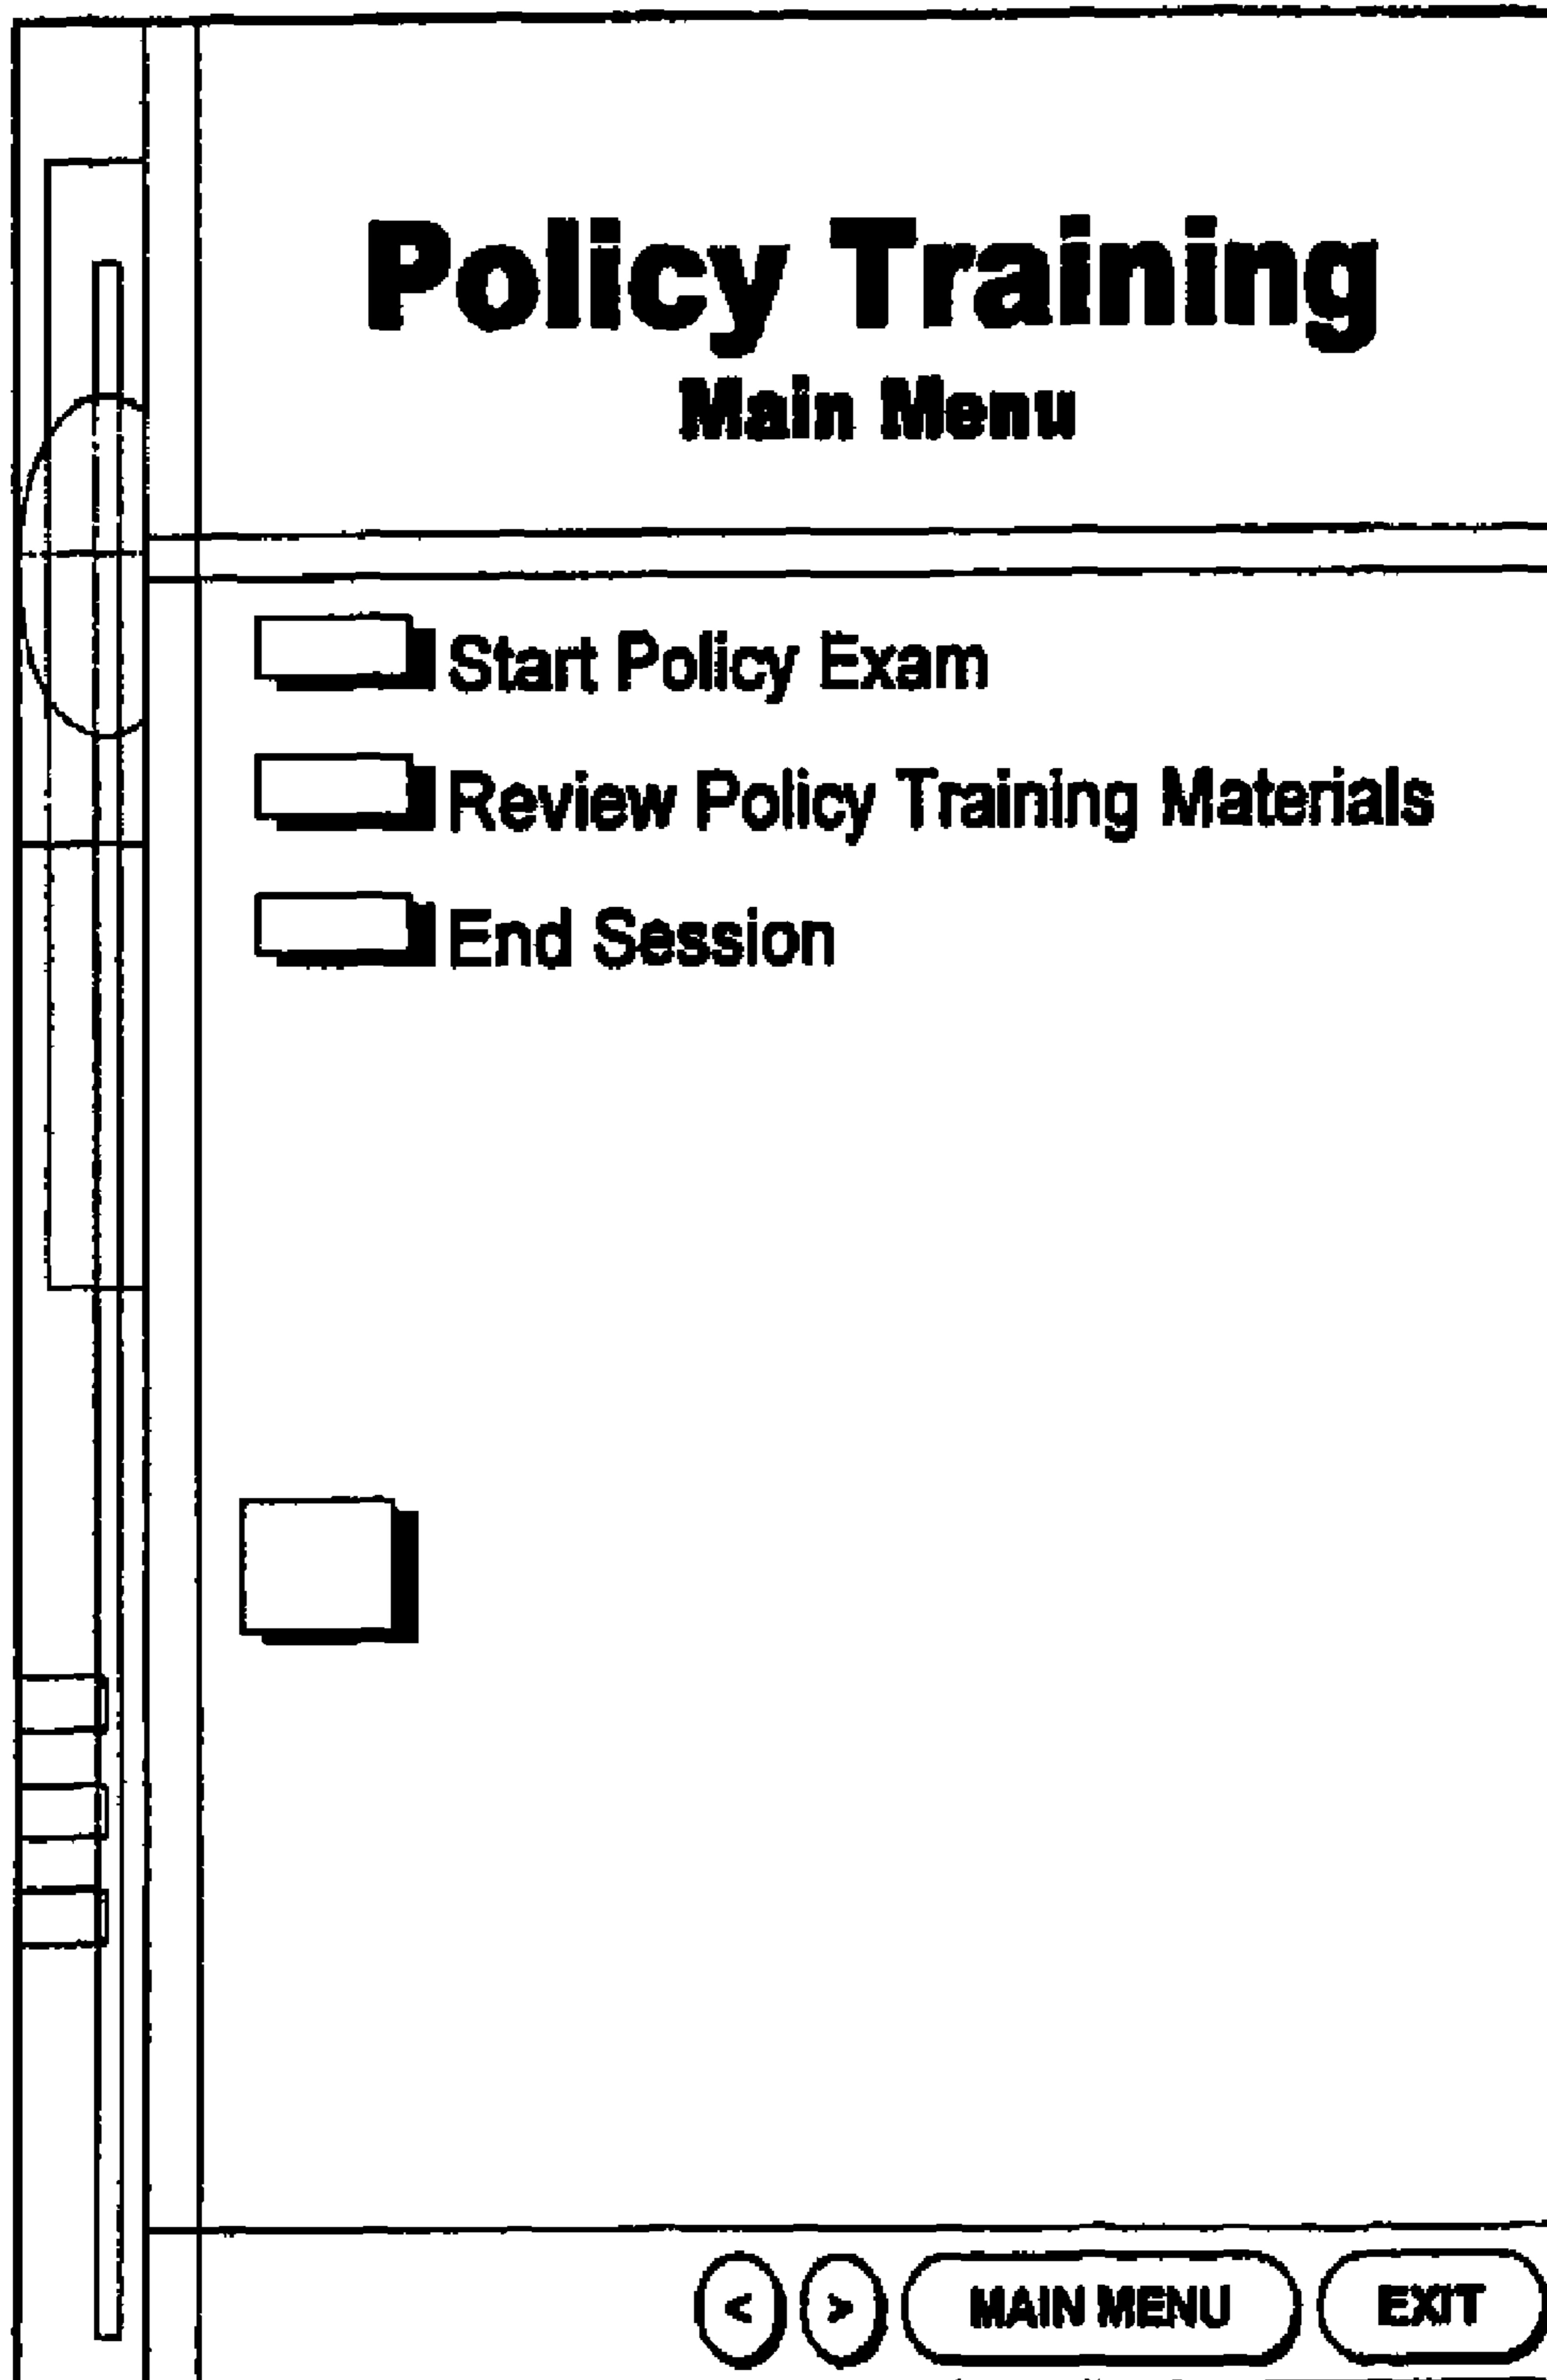 Policy Training
Main Menu
Start Policy Exam
Review Policy Training Materials
End Session
< > MAIN MENU EXIT